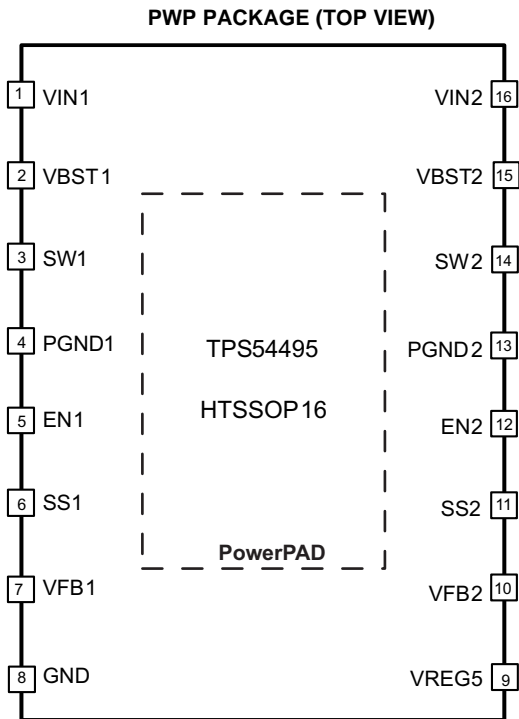 PWP PACKAGE (TOP VIEW)
1 VIN1 VIN2 16
2 VBST1 VBST2 15
3 SW1 SW2 14
4 PGND1 PGND2 13
TPS54495
HTSSOP16
5 EN1 EN2 12
6 SS1 SS2 11
PowerPAD
7 VFB1 VFB2 10
8 GND VREG5 9